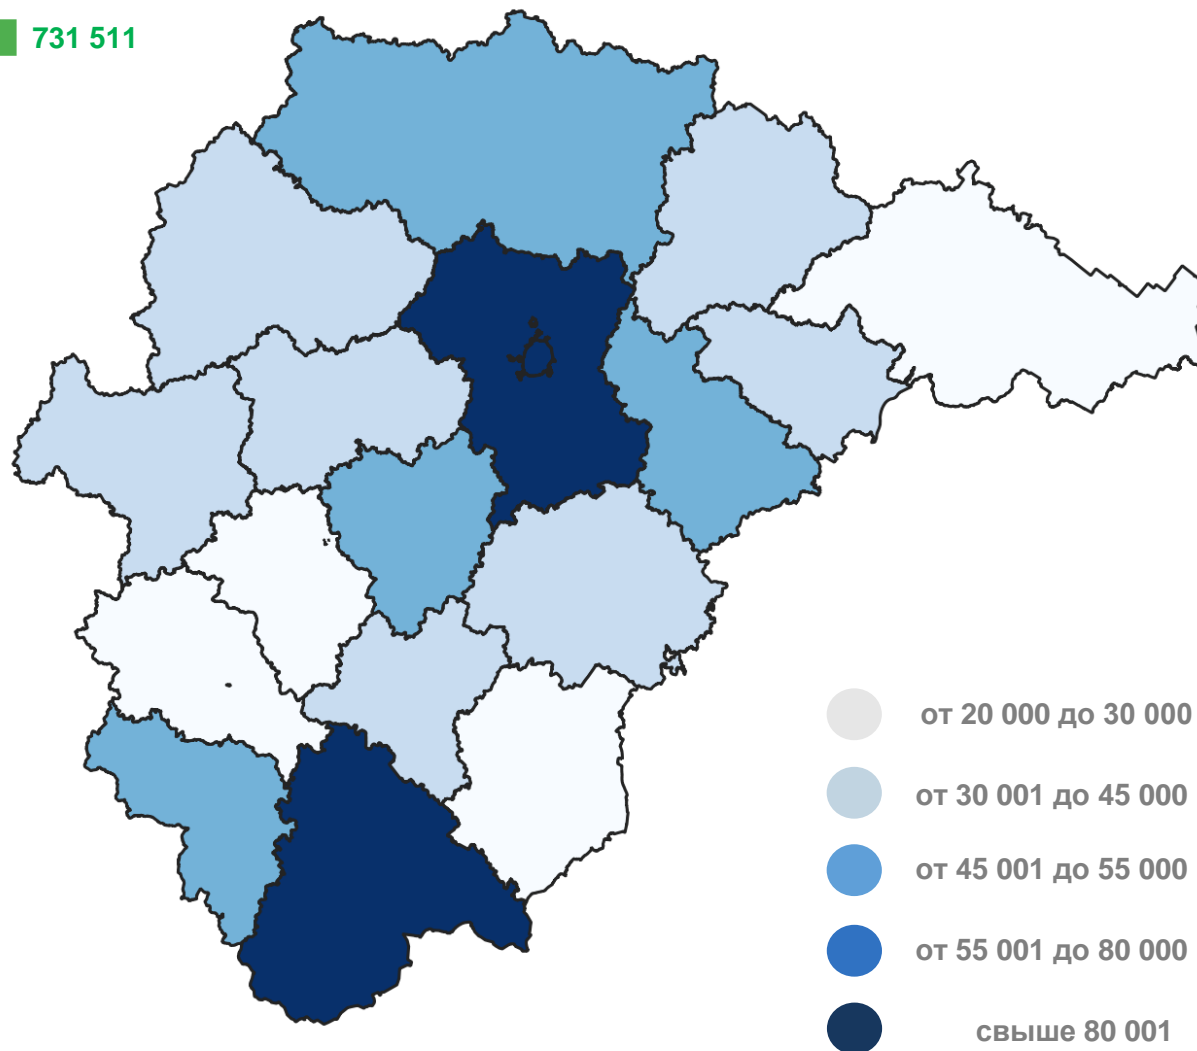 731 511
от 20 000 до 30 000
от 30 001 до 45 000
от 45 001 до 55 000
от 55 001 до 80 000
свыше 80 001